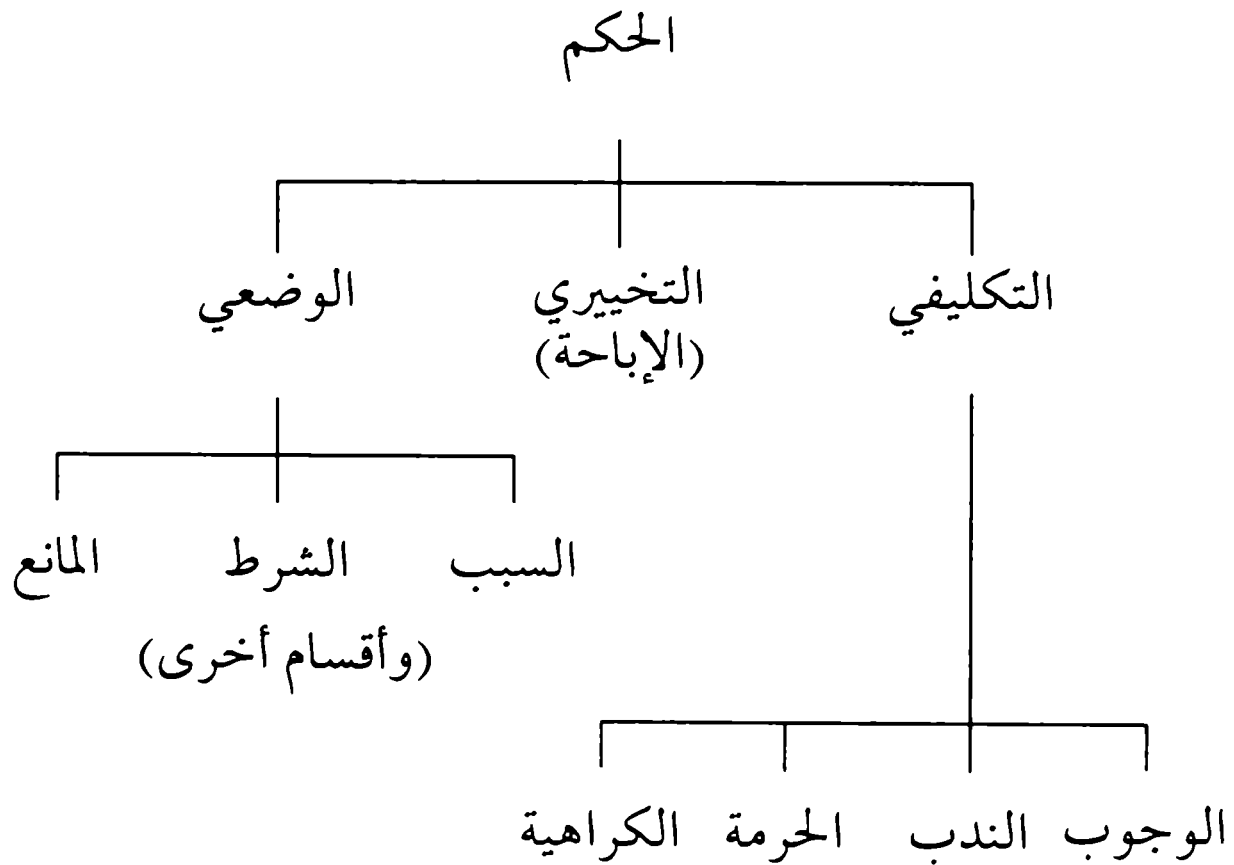 الحكم
التكليفي التخييري الوضعي
(الإباحة)
السبب الشرط المانع
(وأقسام أخرى)
الوجوب الندب الحرمة الكراهية